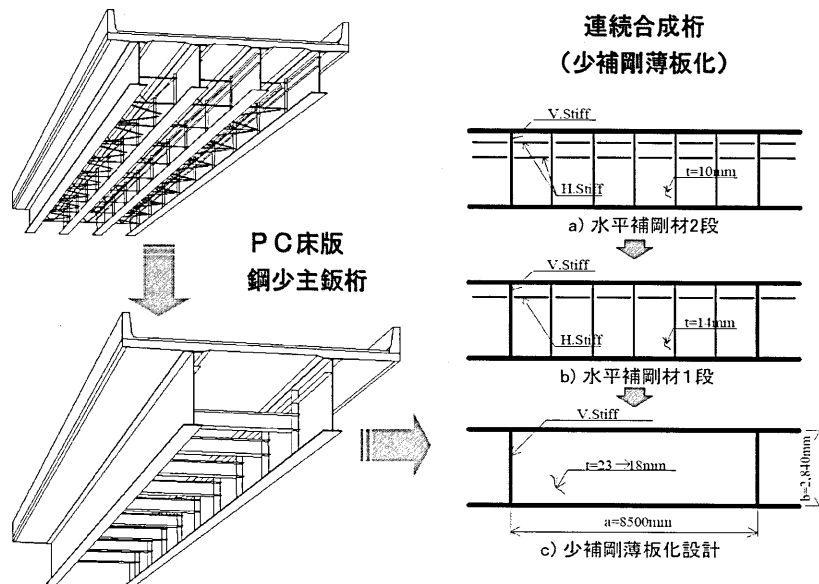 連続合成桁
(少補剛薄板化)
V.Stiff
H.Stiff
t=10mm
a) 水平補剛材2段
V.Stiff
H.Stiff
t=14mm
b) 水平補剛材1段
V.Stiff
t=23→18mm
b=2,840mm
a=8500mm
c) 少補剛薄板化設計
PC床版
鋼少主鈑桁